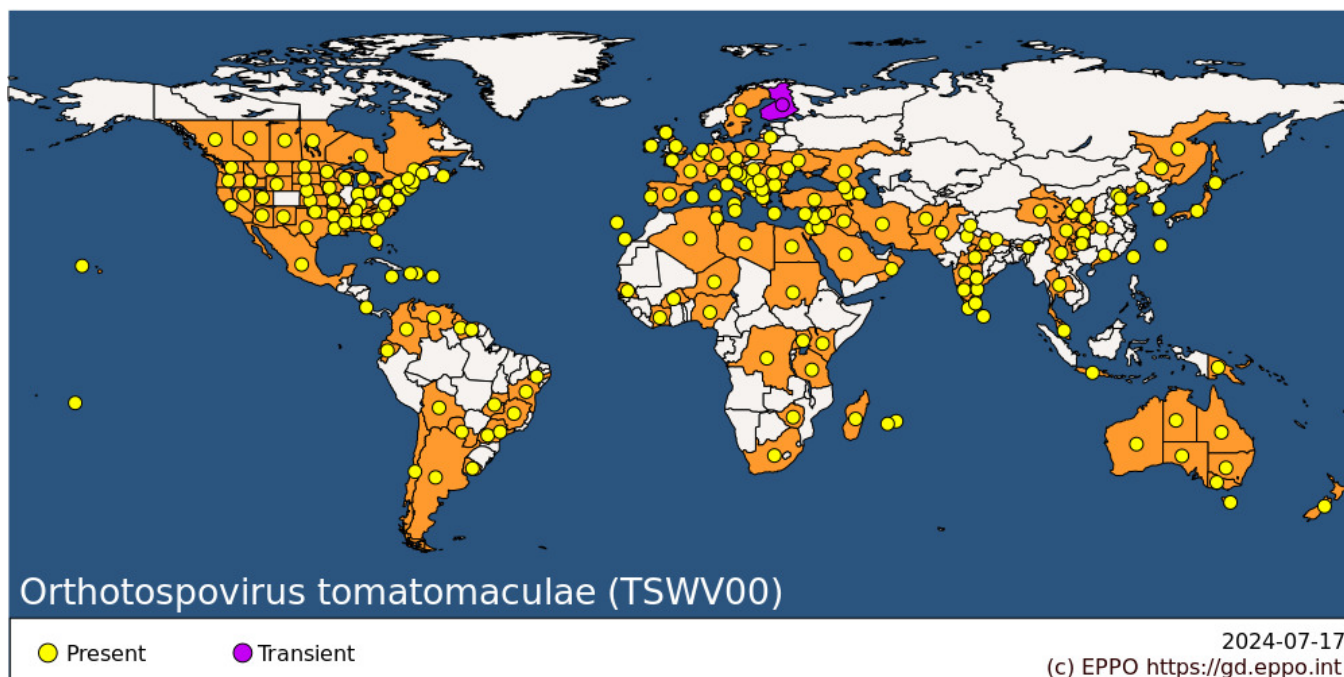 Orthotospovirus tomatomaculae (TSWV00)
Present
Transient
2024-07-17
(c) EPPO https://gd.eppo.int